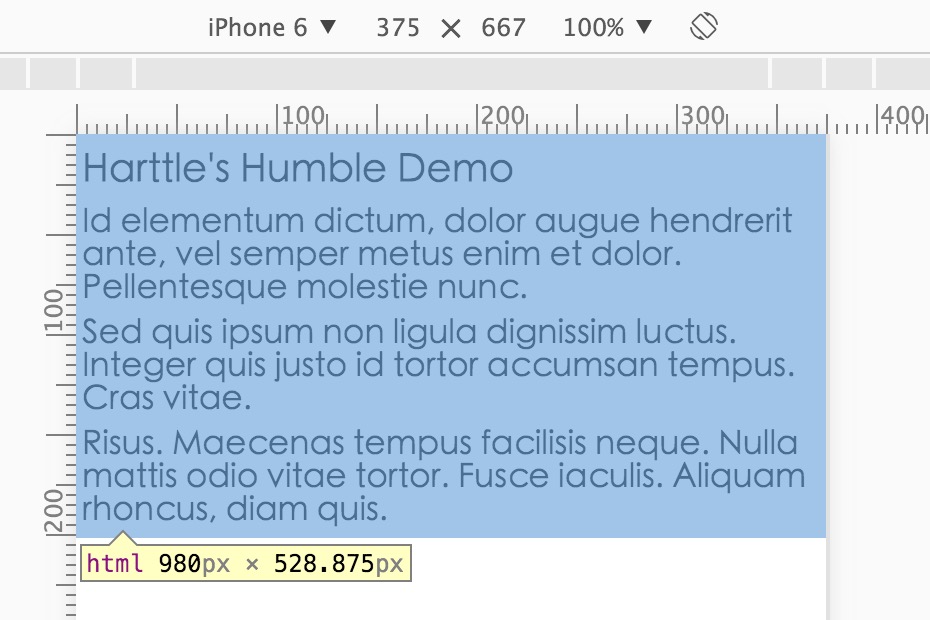 iPhone 6 ▼ 375 × 667 100% ▼
100 200 300 400
Harttle's Humble Demo
Id elementum dictum, dolor augue hendrerit
ante, vel semper metus enim et dolor.
Pellentesque molestie nunc.
100
Sed quis ipsum non ligula dignissim luctus.
Integer quis justo id tortor accumsan tempus.
Cras vitae.
Risus. Maecenas tempus facilisis neque. Nulla
mattis odio vitae tortor. Fusce iaculis. Aliquam
rhoncus, diam quis.
200
html 980px × 528.875px